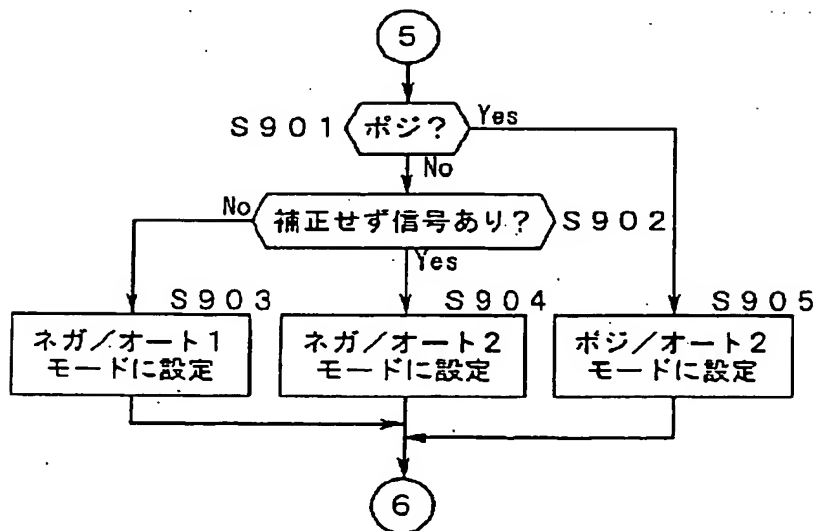 5
S901 ポジ? Yes
No
No 補正せず信号あり? S902
Yes
S903 S904 S905
ネガ/オート1
モードに設定
ネガ/オート2
モードに設定
ポジ/オート2
モードに設定
6